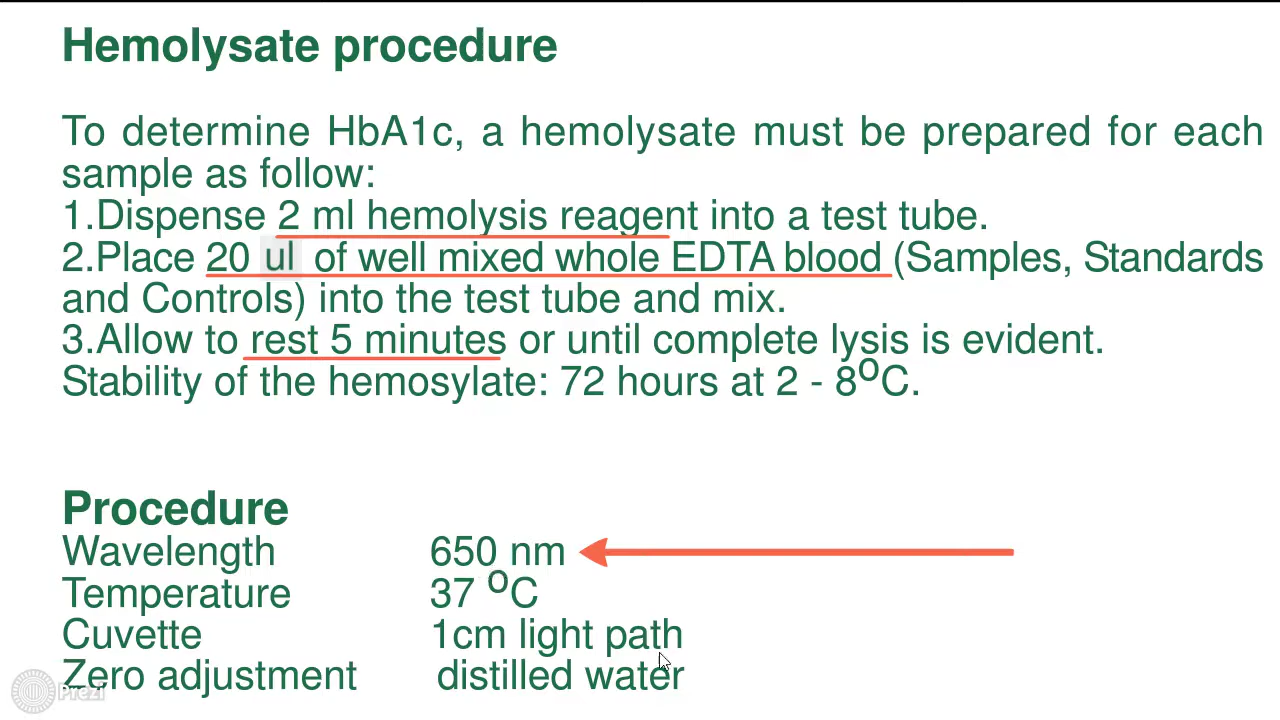 Hemolysate procedure
To determine HbA1c, a hemolysate must be prepared for each
sample as follow:
1.Dispense 2 ml hemolysis reagent into a test tube.
2.Place 20 ul of well mixed whole EDTA blood (Samples, Standards
and Controls) into the test tube and mix.
3.Allow to rest 5 minutes or until complete lysis is evident.
Stability of the hemosylate: 72 hours at 2 - 8ºC.
Procedure
Wavelength 650 nm
Temperature 37 ºC
Cuvette 1cm light path
Zero adjustment distilled water
Prezi